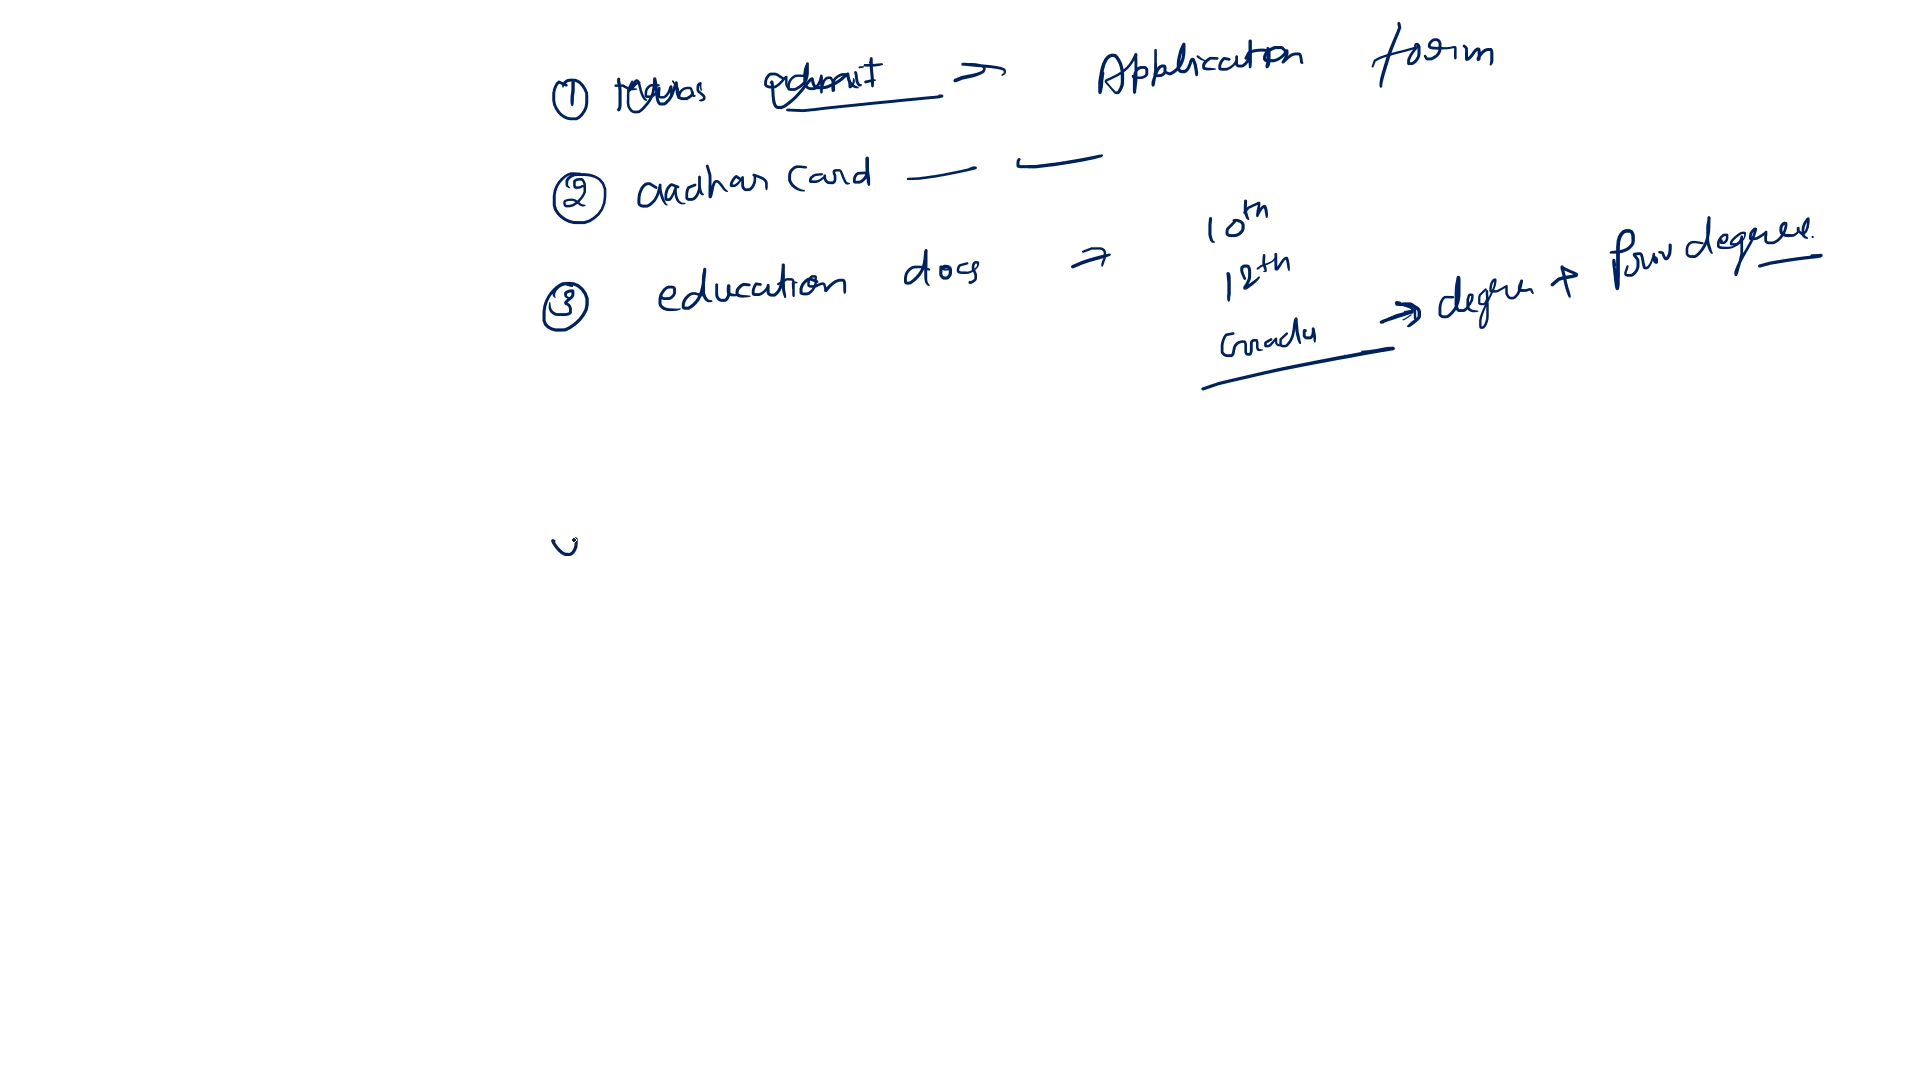 ① admit → Application form
② aadhar card — —
③ education docs → 10th
12th
Gradu → degree + Prov degree.